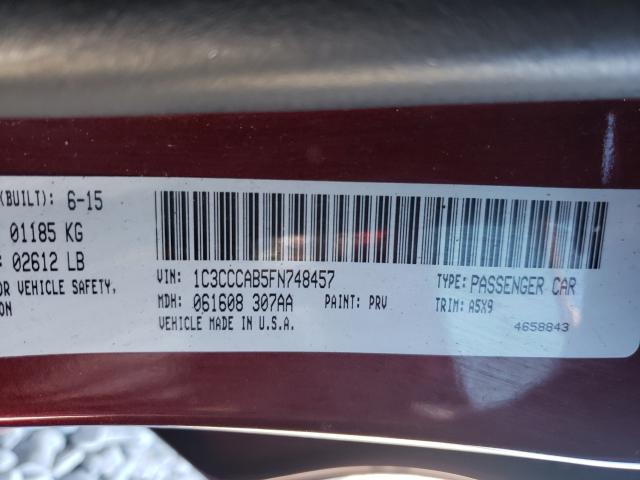 (BUILT): 6-15
01185 KG
: 02612 LB
OR VEHICLE SAFETY,
ION
VIN: 1C3CCCAB5FN748457
MDH: 061608 307AA PAINT: PRV
VEHICLE MADE IN U.S.A.
TYPE: PASSENGER CAR
TRIM: A5X9
4658843